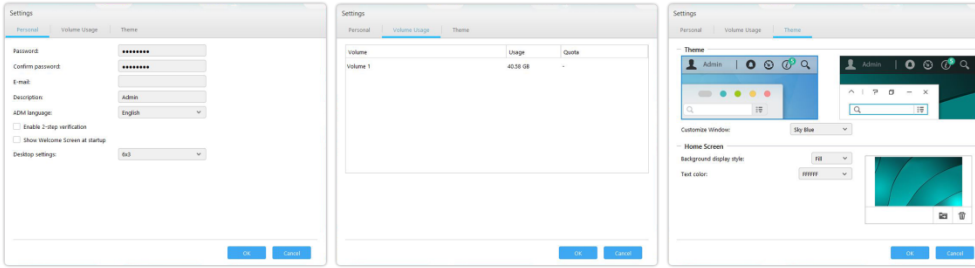 Settings
Personal Volume Usage Theme
Password:
Confirm password:
E-mail:
Description: Admin
ADM language: English
Enable 2-step verification
Show Welcome Screen at startup
Desktop settings: 6x3
OK Cancel
Settings
Personal Volume Usage Theme
Volume Usage Quota
Volume 1 40.58 GB -
OK Cancel
Settings
Personal Volume Usage Theme
Theme
Admin
Admin
Customize Window: Sky Blue
Home Screen
Background display style: Fill
Text color: FFFFFF
OK Cancel